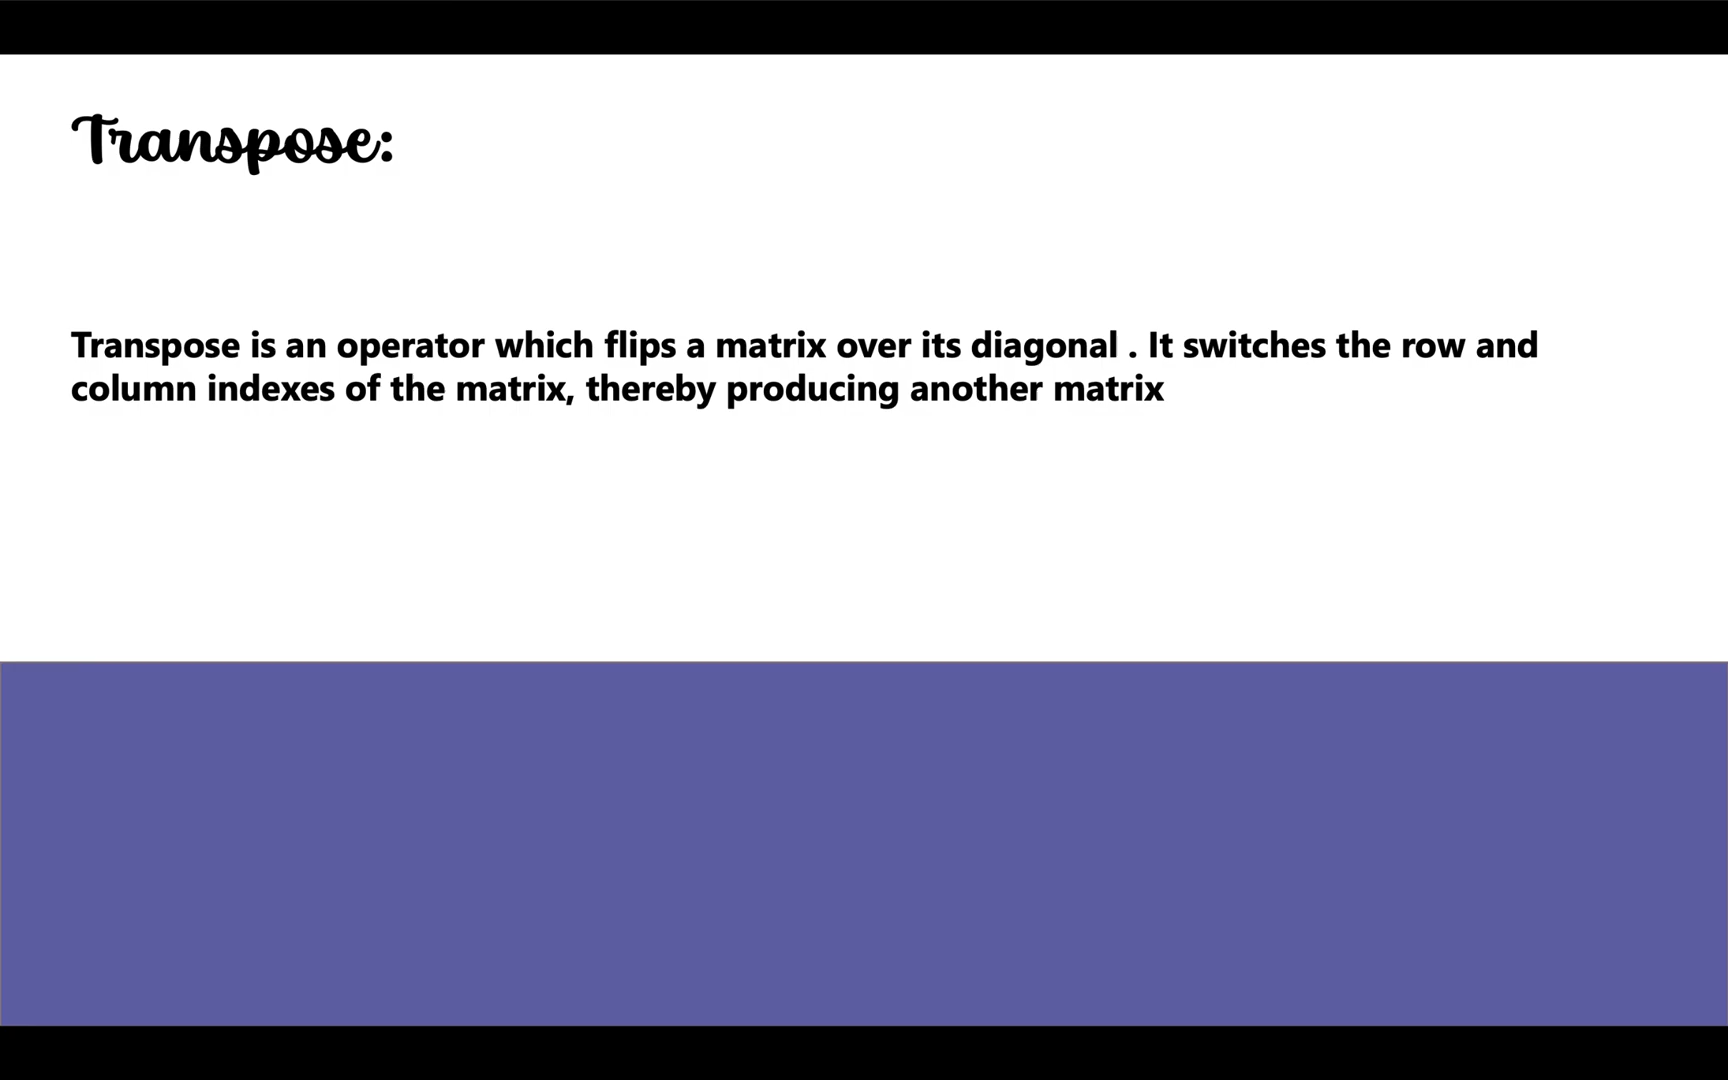 Transpose:
Transpose is an operator which flips a matrix over its diagonal . It switches the row and
column indexes of the matrix, thereby producing another matrix